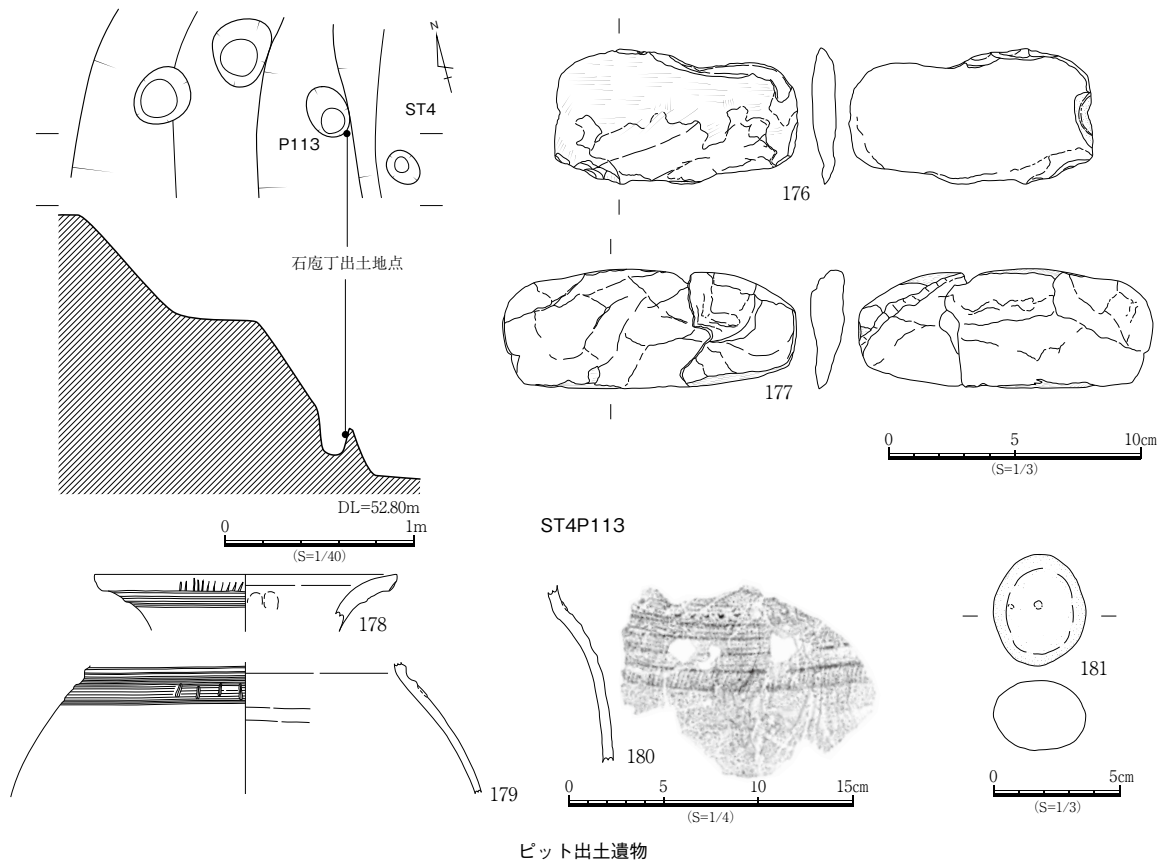 N
ST4
P113
石庖丁出土地点
DL=52.80m
0 1m
(S=1/40)
176
177
0 5 10cm
(S=1/3)
ST4P113
178
179
180
0 5 10 15cm
(S=1/4)
181
0 5cm
(S=1/3)
ピット出土遺物